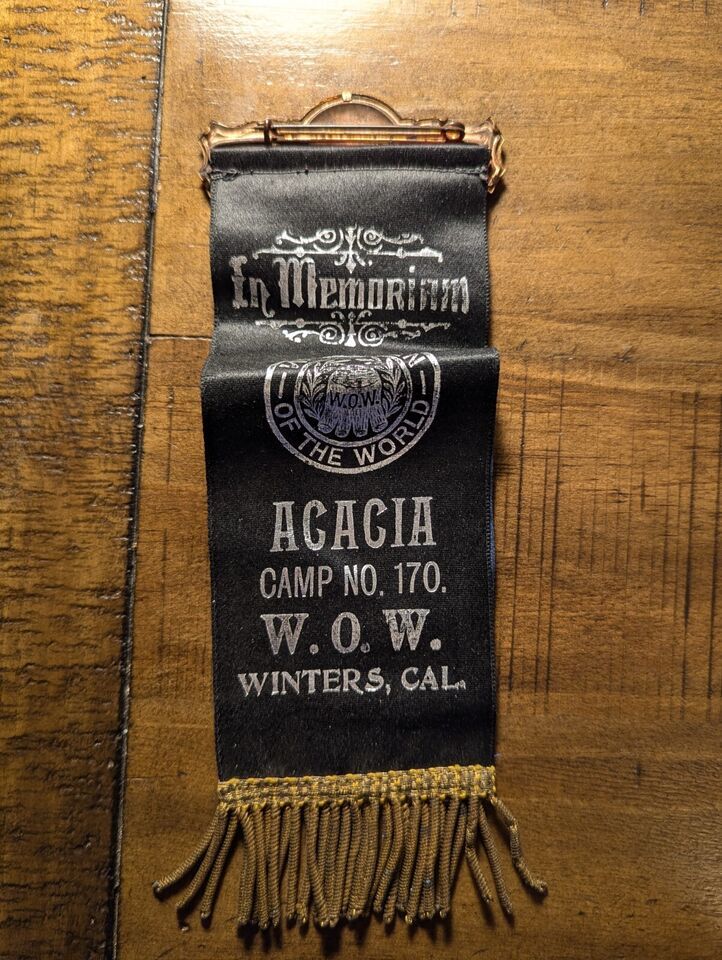 In Memoriam
W.O.W.
OF THE WORLD
ACACIA
CAMP NO. 170.
W. O. W.
WINTERS, CAL.